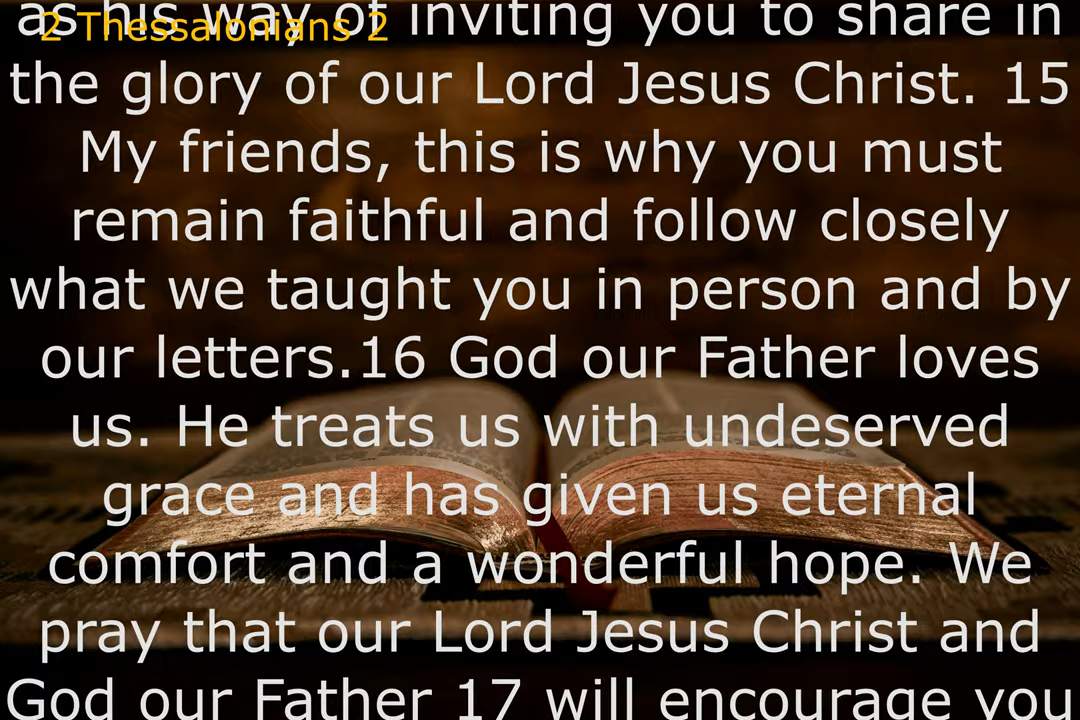 2 Thessalonians 2
as his way of inviting you to share in
the glory of our Lord Jesus Christ. 15
My friends, this is why you must
remain faithful and follow closely
what we taught you in person and by
our letters.16 God our Father loves
us. He treats us with undeserved
grace and has given us eternal
comfort and a wonderful hope. We
pray that our Lord Jesus Christ and
God our Father 17 will encourage you